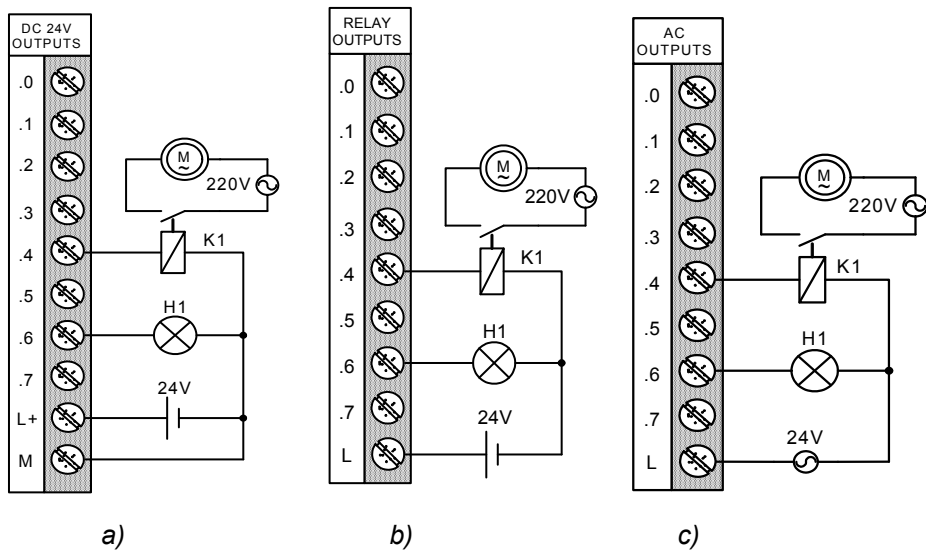 DC 24V
OUTPUTS
.0
.1
.2
.3
.4
.5
.6
.7
L+
M
M
~
220V
K1
H1
24V
a)
RELAY
OUTPUTS
.0
.1
.2
.3
.4
.5
.6
.7
L
M
~
220V
K1
H1
24V
b)
AC
OUTPUTS
.0
.1
.2
.3
.4
.5
.6
.7
L
M
~
220V
K1
H1
24V
c)